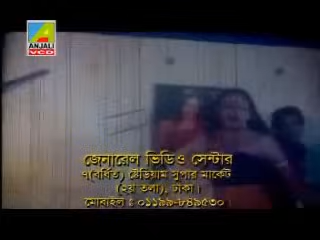 ANJALI
VCD
জেনারেল ভিডিও সেন্টার
৭(বর্ধিত) ষ্টেডিয়াম সুপার মার্কেট
(২য় তলা), ঢাকা।
মোবাইল : ০১১৯৯-৮৪৯৫৩০